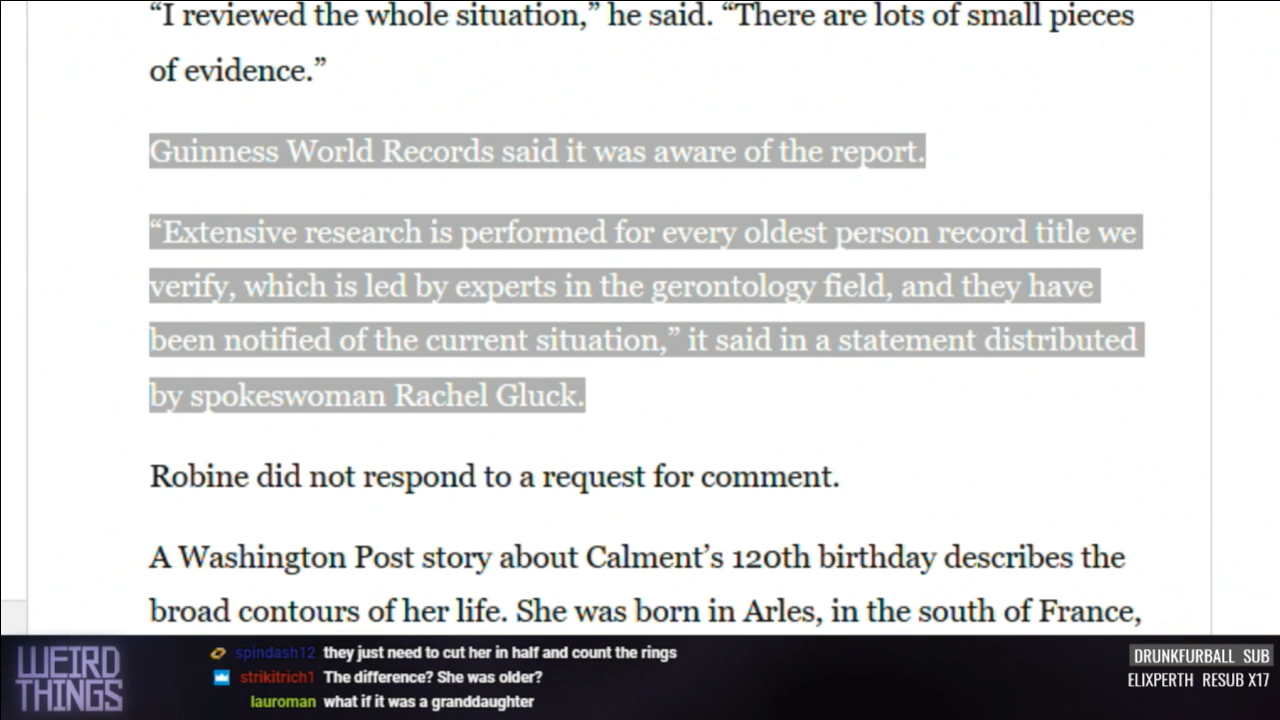 “I reviewed the whole situation,” he said. “There are lots of small pieces
of evidence.”
Guinness World Records said it was aware of the report.
“Extensive research is performed for every oldest person record title we
verify, which is led by experts in the gerontology field, and they have
been notified of the current situation,” it said in a statement distributed
by spokeswoman Rachel Gluck.
Robine did not respond to a request for comment.
A Washington Post story about Calment’s 120th birthday describes the
broad contours of her life. She was born in Arles, in the south of France,
WEIRD
THINGS
spindash12 they just need to cut her in half and count the rings
strikitrich1 The difference? She was older?
lauroman what if it was a granddaughter
DRUNKFURBALL SUB
ELIXPERTH RESUB X17